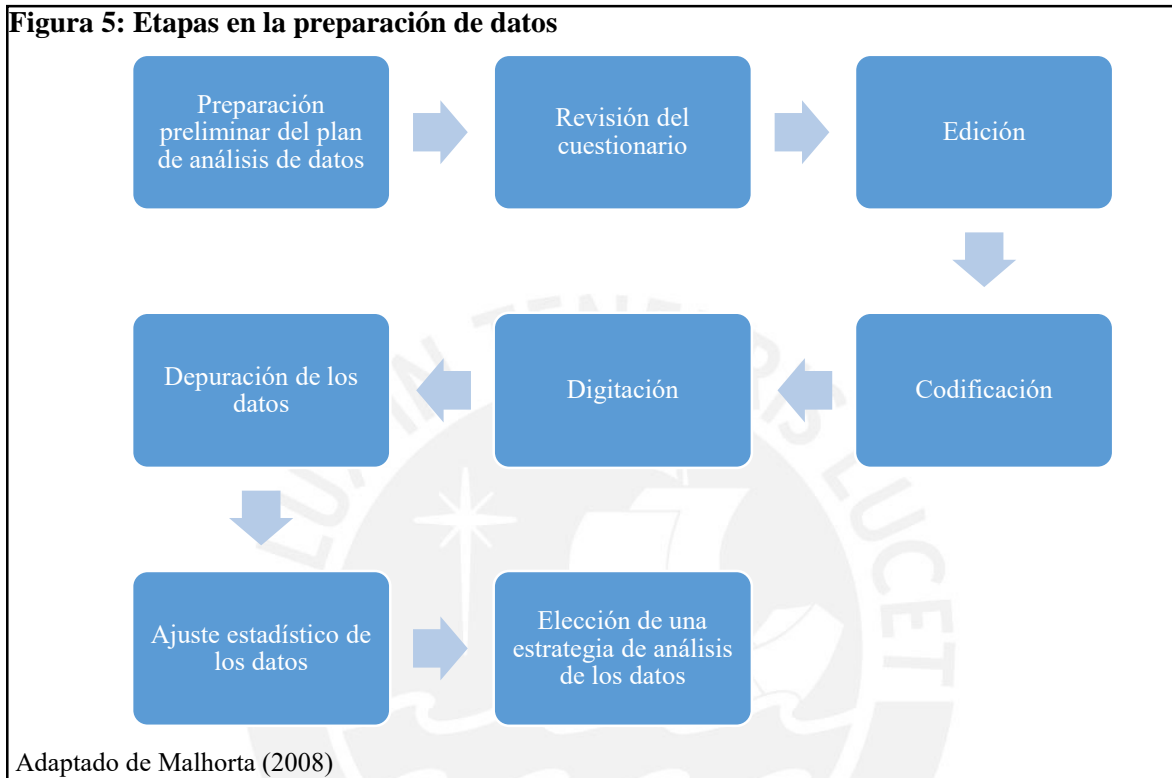 Figura 5: Etapas en la preparación de datos
Preparación
preliminar del plan
de análisis de datos
Revisión del
cuestionario
Edición
Codificación
Digitación
Depuración de los
datos
Ajuste estadístico de
los datos
Elección de una
estrategia de análisis
de los datos
Adaptado de Malhorta (2008)